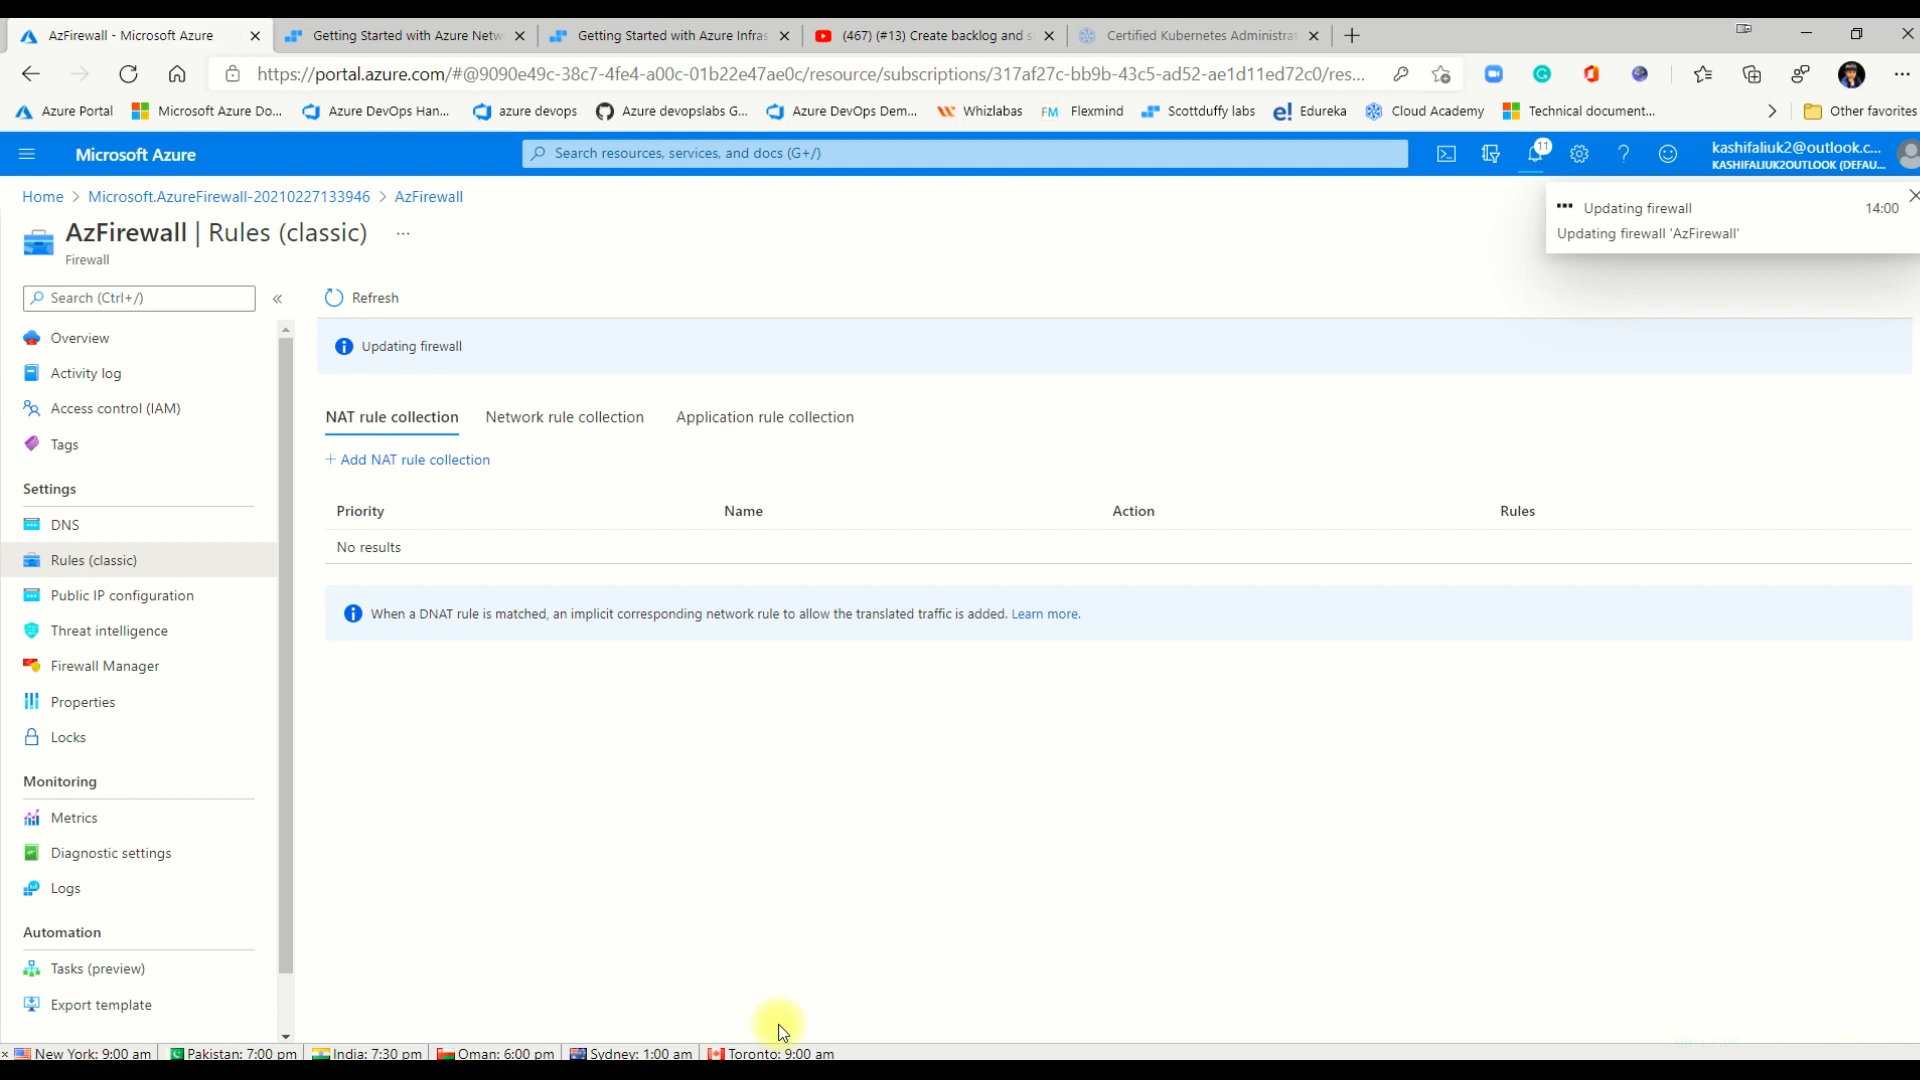 AzFirewall - Microsoft Azure
Getting Started with Azure Netw
Getting Started with Azure Infras
(467) (#13) Create backlog and s
Certified Kubernetes Administrat
https://portal.azure.com/#@9090e49c-38c7-4fe4-a00c-01b22e47ae0c/resource/subscriptions/317af27c-bb9b-43c5-ad52-ae1d11ed72c0/res...
Azure Portal
Microsoft Azure Do...
Azure DevOps Han...
azure devops
Azure devopslabs G...
Azure DevOps Dem...
Whizlabas
FM Flexmind
Scottduffy labs
e! Edureka
Cloud Academy
Technical document...
Other favorites
Microsoft Azure
Search resources, services, and docs (G+/)
11
kashifaliuk2@outlook.c...
KASHIFALIUK2OUTLOOK (DEFAU...
Home > Microsoft.AzureFirewall-20210227133946 > AzFirewall
Updating firewall 14:00
Updating firewall 'AzFirewall'
AzFirewall | Rules (classic) ...
Firewall
Search (Ctrl+/)
«
Refresh
Overview
Activity log
Access control (IAM)
Tags
Settings
DNS
Rules (classic)
Public IP configuration
Threat intelligence
Firewall Manager
Properties
Locks
Monitoring
Metrics
Diagnostic settings
Logs
Automation
Tasks (preview)
Export template
Updating firewall
NAT rule collection
Network rule collection
Application rule collection
+ Add NAT rule collection
Priority Name Action Rules
No results
When a DNAT rule is matched, an implicit corresponding network rule to allow the translated traffic is added. Learn more.
New York: 9:00 am
Pakistan: 7:00 pm
India: 7:30 pm
Oman: 6:00 pm
Sydney: 1:00 am
Toronto: 9:00 am